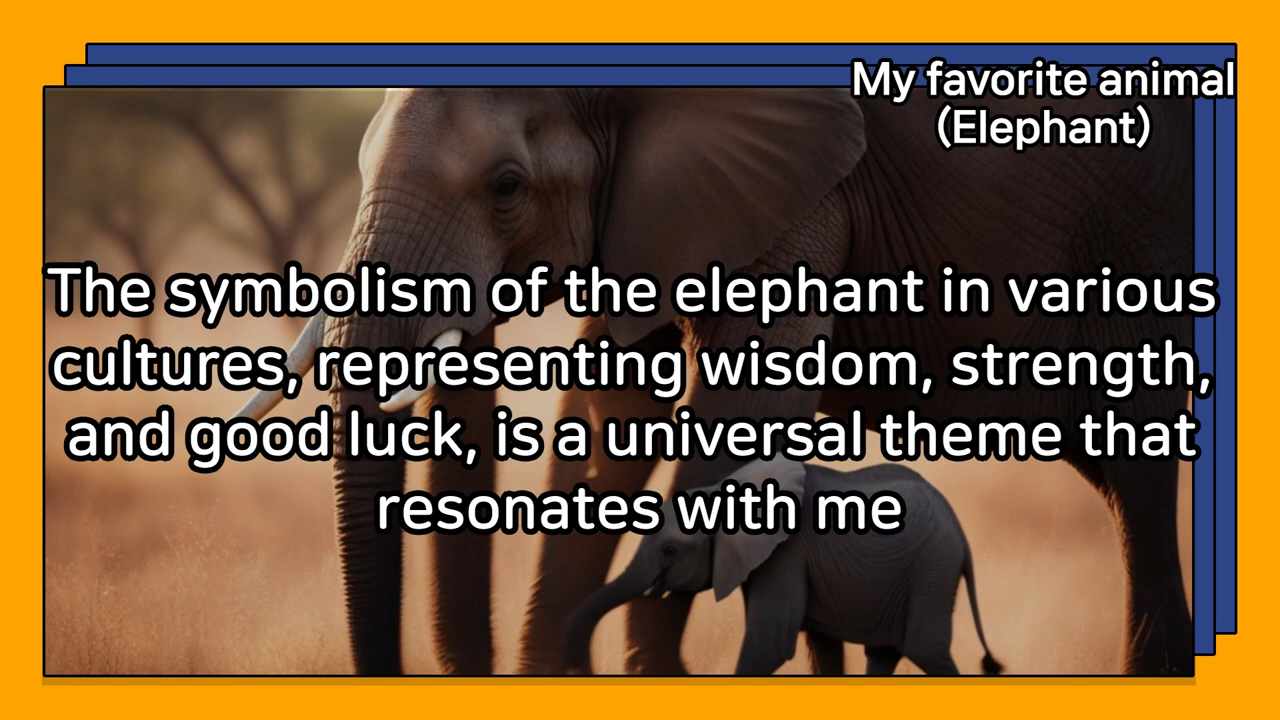 My favorite animal
(Elephant)
The symbolism of the elephant in various
cultures, representing wisdom, strength,
and good luck, is a universal theme that
resonates with me